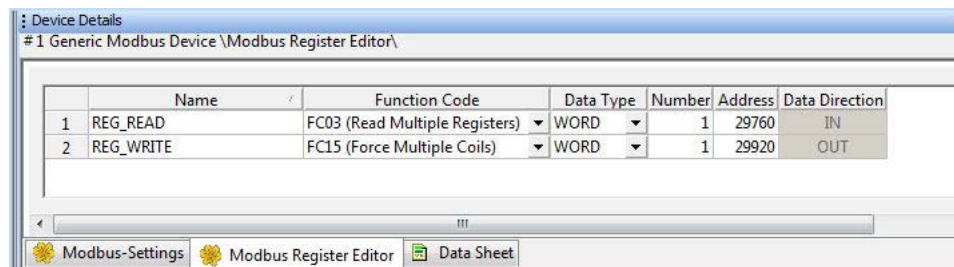 Device Details
#1 Generic Modbus Device \Modbus Register Editor\
Name Function Code Data Type Number Address Data Direction
1 REG_READ FC03 (Read Multiple Registers) WORD 1 29760 IN
2 REG_WRITE FC15 (Force Multiple Coils) WORD 1 29920 OUT
Modbus-Settings Modbus Register Editor Data Sheet